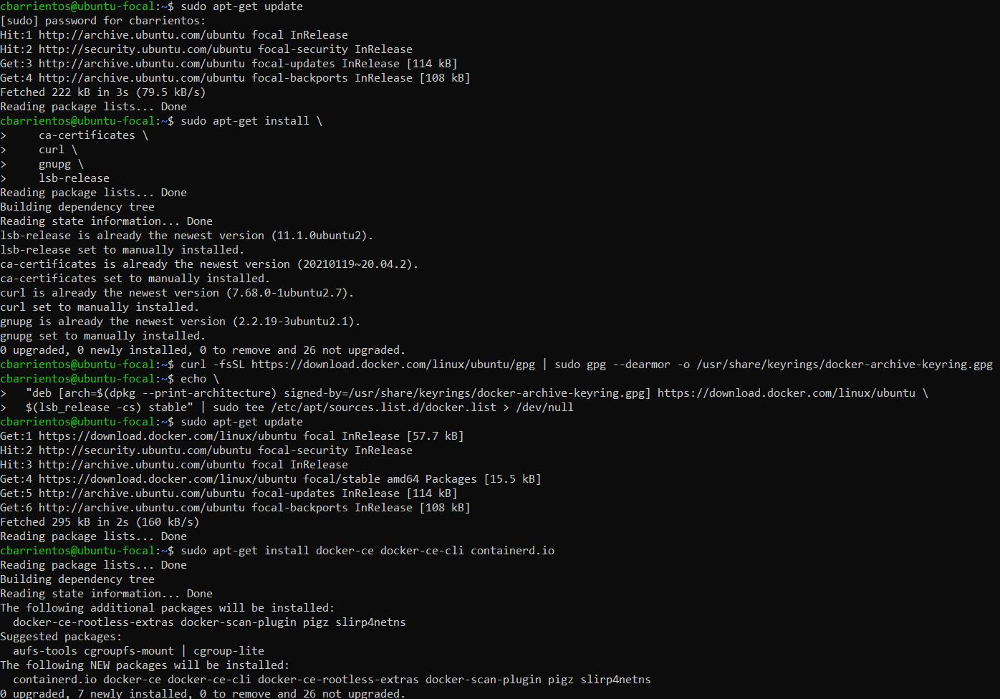 cbarrientos@ubuntu-focal:~$ sudo apt-get update
[sudo] password for cbarrientos:
Hit:1 http://archive.ubuntu.com/ubuntu focal InRelease
Hit:2 http://security.ubuntu.com/ubuntu focal-security InRelease
Get:3 http://archive.ubuntu.com/ubuntu focal-updates InRelease [114 kB]
Get:4 http://archive.ubuntu.com/ubuntu focal-backports InRelease [108 kB]
Fetched 222 kB in 3s (79.5 kB/s)
Reading package lists... Done
cbarrientos@ubuntu-focal:~$ sudo apt-get install \
>     ca-certificates \
>     curl \
>     gnupg \
>     lsb-release
Reading package lists... Done
Building dependency tree
Reading state information... Done
lsb-release is already the newest version (11.1.0ubuntu2).
lsb-release set to manually installed.
ca-certificates is already the newest version (20210119~20.04.2).
ca-certificates set to manually installed.
curl is already the newest version (7.68.0-1ubuntu2.7).
curl set to manually installed.
gnupg is already the newest version (2.2.19-3ubuntu2.1).
gnupg set to manually installed.
0 upgraded, 0 newly installed, 0 to remove and 26 not upgraded.
cbarrientos@ubuntu-focal:~$ curl -fsSL https://download.docker.com/linux/ubuntu/gpg | sudo gpg --dearmor -o /usr/share/keyrings/docker-archive-keyring.gpg
cbarrientos@ubuntu-focal:~$ echo \
>   "deb [arch=$(dpkg --print-architecture) signed-by=/usr/share/keyrings/docker-archive-keyring.gpg] https://download.docker.com/linux/ubuntu \
>   $(lsb_release -cs) stable" | sudo tee /etc/apt/sources.list.d/docker.list > /dev/null
cbarrientos@ubuntu-focal:~$ sudo apt-get update
Get:1 https://download.docker.com/linux/ubuntu focal InRelease [57.7 kB]
Hit:2 http://security.ubuntu.com/ubuntu focal-security InRelease
Hit:3 http://archive.ubuntu.com/ubuntu focal InRelease
Get:4 https://download.docker.com/linux/ubuntu focal/stable amd64 Packages [15.5 kB]
Get:5 http://archive.ubuntu.com/ubuntu focal-updates InRelease [114 kB]
Get:6 http://archive.ubuntu.com/ubuntu focal-backports InRelease [108 kB]
Fetched 295 kB in 2s (160 kB/s)
Reading package lists... Done
cbarrientos@ubuntu-focal:~$ sudo apt-get install docker-ce docker-ce-cli containerd.io
Reading package lists... Done
Building dependency tree
Reading state information... Done
The following additional packages will be installed:
  docker-ce-rootless-extras docker-scan-plugin pigz slirp4netns
Suggested packages:
  aufs-tools cgroupfs-mount | cgroup-lite
The following NEW packages will be installed:
  containerd.io docker-ce docker-ce-cli docker-ce-rootless-extras docker-scan-plugin pigz slirp4netns
0 upgraded, 7 newly installed, 0 to remove and 26 not upgraded.